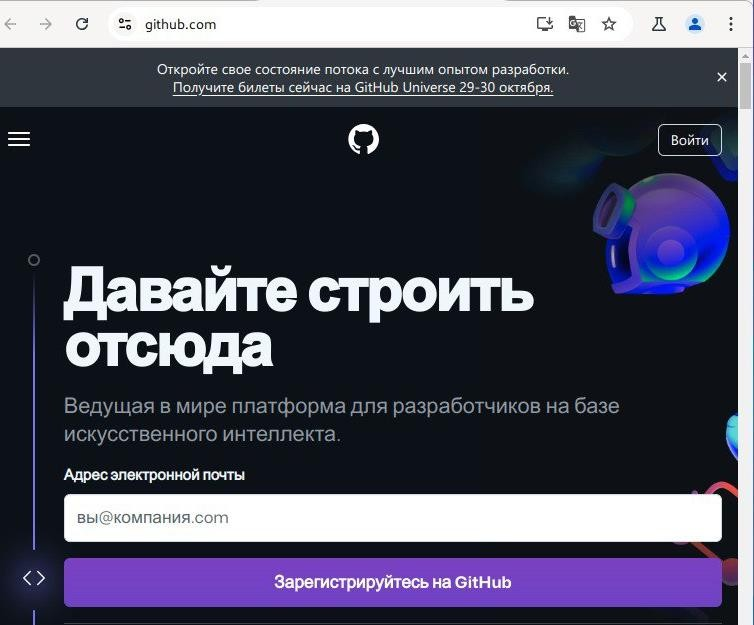 github.com
Откройте свое состояние потока с лучшим опытом разработки.
Получите билеты сейчас на GitHub Universe 29-30 октября.
Войти
Давайте строить
отсюда
Ведущая в мире платформа для разработчиков на базе
искусственного интеллекта.
Адрес электронной почты
вы@компания.com
Зарегистрируйтесь на GitHub